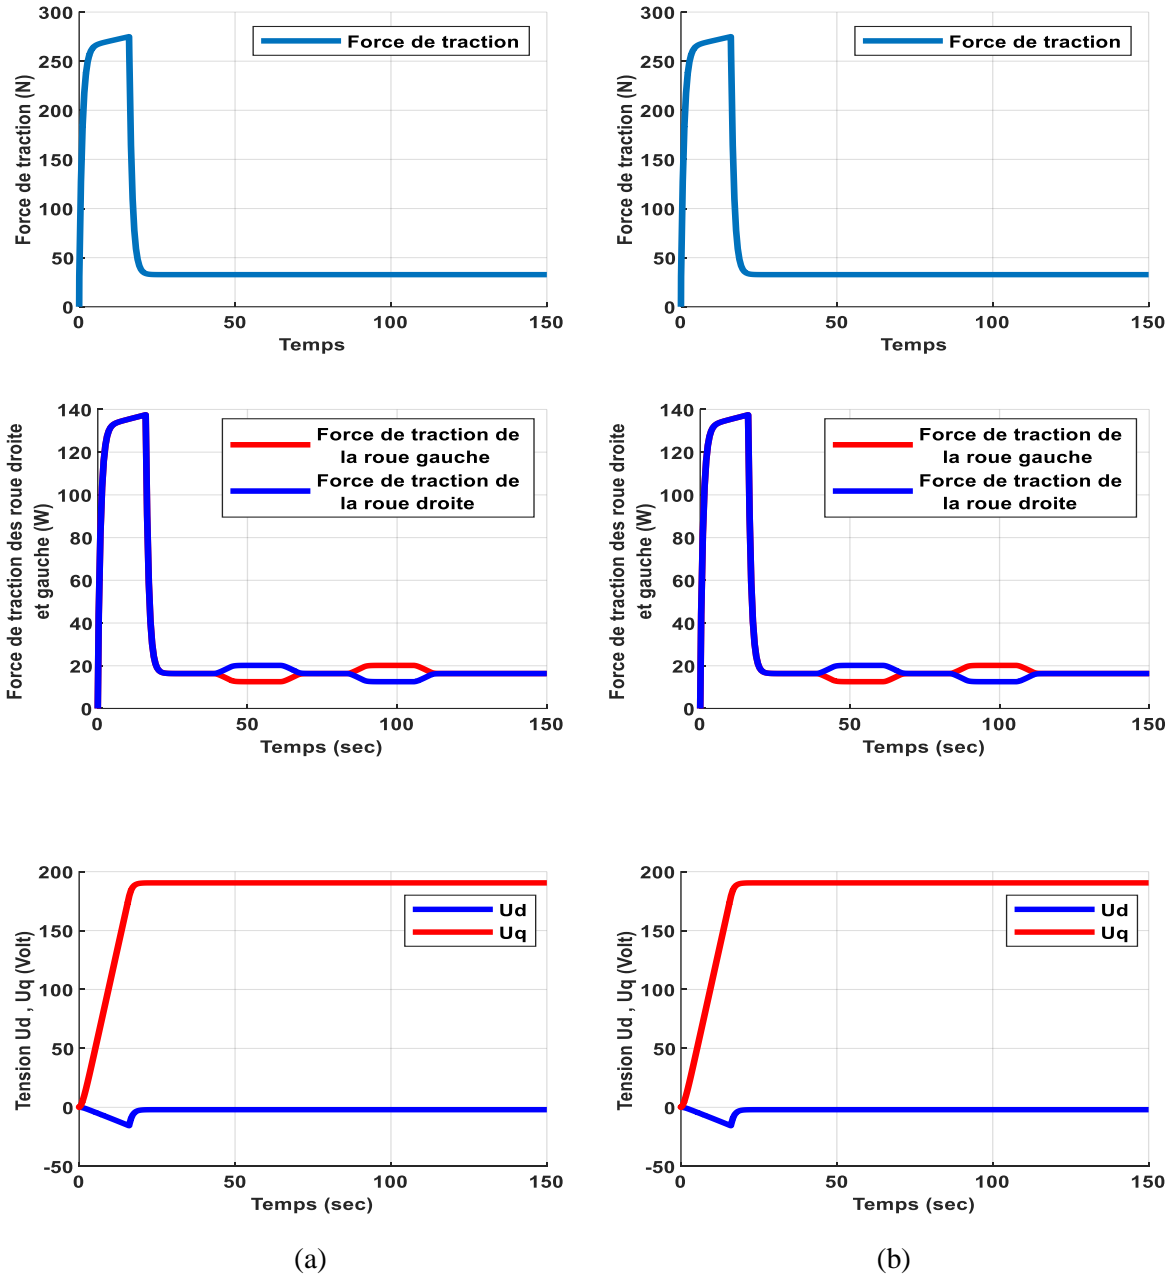 300
250
200
150
100
50
0
Force de traction (N)
Force de traction
0 50 100 150
Temps
300
250
200
150
100
50
0
Force de traction (N)
Force de traction
0 50 100 150
Temps
140
120
100
80
60
40
20
0
Force de traction des roue droite
et gauche (W)
Force de traction de
la roue gauche
Force de traction de
la roue droite
0 50 100 150
Temps (sec)
140
120
100
80
60
40
20
0
Force de traction des roue droite
et gauche (W)
Force de traction de
la roue gauche
Force de traction de
la roue droite
0 50 100 150
Temps (sec)
200
150
100
50
0
-50
Tension Ud , Uq (Volt)
Ud
Uq
0 50 100 150
Temps (sec)
200
150
100
50
0
-50
Tension Ud , Uq (Volt)
Ud
Uq
0 50 100 150
Temps (sec)
(a) (b)